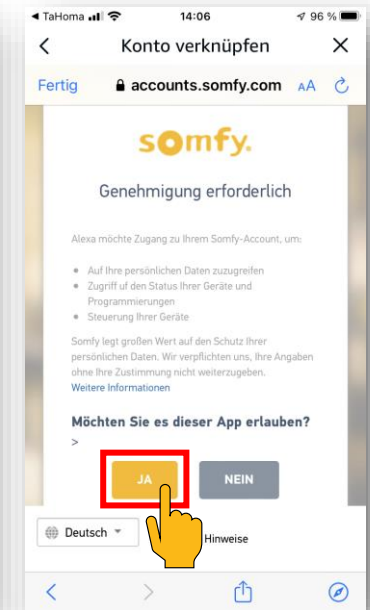 TaHoma 14:06 96 %
Konto verknüpfen
Fertig accounts.somfy.com AA
somfy.
Genehmigung erforderlich
Alexa möchte Zugang zu Ihrem Somfy-Account, um:
Auf Ihre persönlichen Daten zuzugreifen
Zugriff uf den Status Ihrer Geräte und
Programmierungen
Steuerung Ihrer Geräte
Somfy legt großen Wert auf den Schutz Ihrer
persönlichen Daten. Wir verpflichten uns, Ihre Angaben
ohne Ihre Zustimmung nicht weiterzugeben.
Weitere Informationen
Möchten Sie es dieser App erlauben?
>
JA NEIN
Deutsch Hinweise